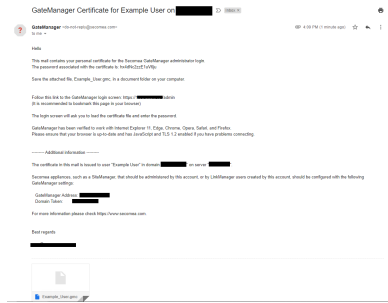 GateManager Certificate for Example User on
Inbox ×
GateManager <do-not-reply@secomea.com>
4:09 PM (1 minute ago)
to me
Hello
This mail contains your personal certificate for the Secomea GateManager administrator login.
The password associated with the certificate is:
Save the attached file, Example_User.gmc, in a document folder on your computer.
Follow this link to the GateManager login screen: https:// /admin
(It is recommended to bookmark this page in your browser)
The login screen will ask you to load the certificate file and enter the password.
GateManager has been verified to work with Internet Explorer 11, Edge, Chrome, Opera, Safari, and Firefox.
Please ensure that your browser is up-to-date and has JavaScript and TLS 1.2 enabled if you have problems connecting.
-------- Additional information --------
The certificate in this mail is issued to user "Example User" in domain " " on server " "
Secomea appliances, such as a SiteManager, that should be administered by this account, or by LinkManager users created by this account, should be configured with the following
GateManager settings:
GateManager Address:
Domain Token:
For more information please check https://www.secomea.com.
Best regards
Example_User.gmc